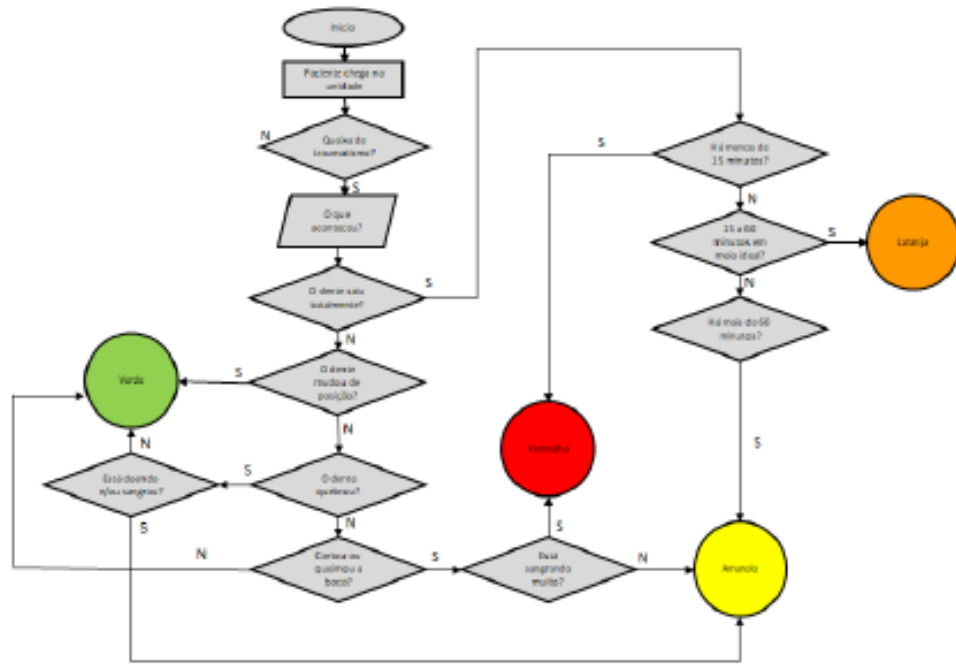 Início
Paciente chega na
unidade
N
Queixa de
traumatismo?
S
O que
aconteceu?
O dente saiu
totalmente?
S
N
O dente
mudou de
posição?
S
N
Verde
O dente
quebrou?
S
N
Está doendo
e/ou sangrou?
N
S
Cortou ou
queimou a
boca?
N
S
Está
sangrando
muito?
S
N
Vermelho
Amarelo
Há menos de
15 minutos?
S
N
15 a 60
minutos em
meio ideal?
S
N
Laranja
Há mais de 60
minutos?
S